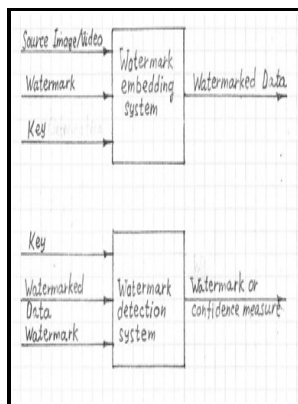 Source Image/Video
Watermark
Key
Watermark
embedding
system
Watermarked Data
Key
Watermarked
Data
Watermark
Watermark
detection
system
Watermark or
confidence measure